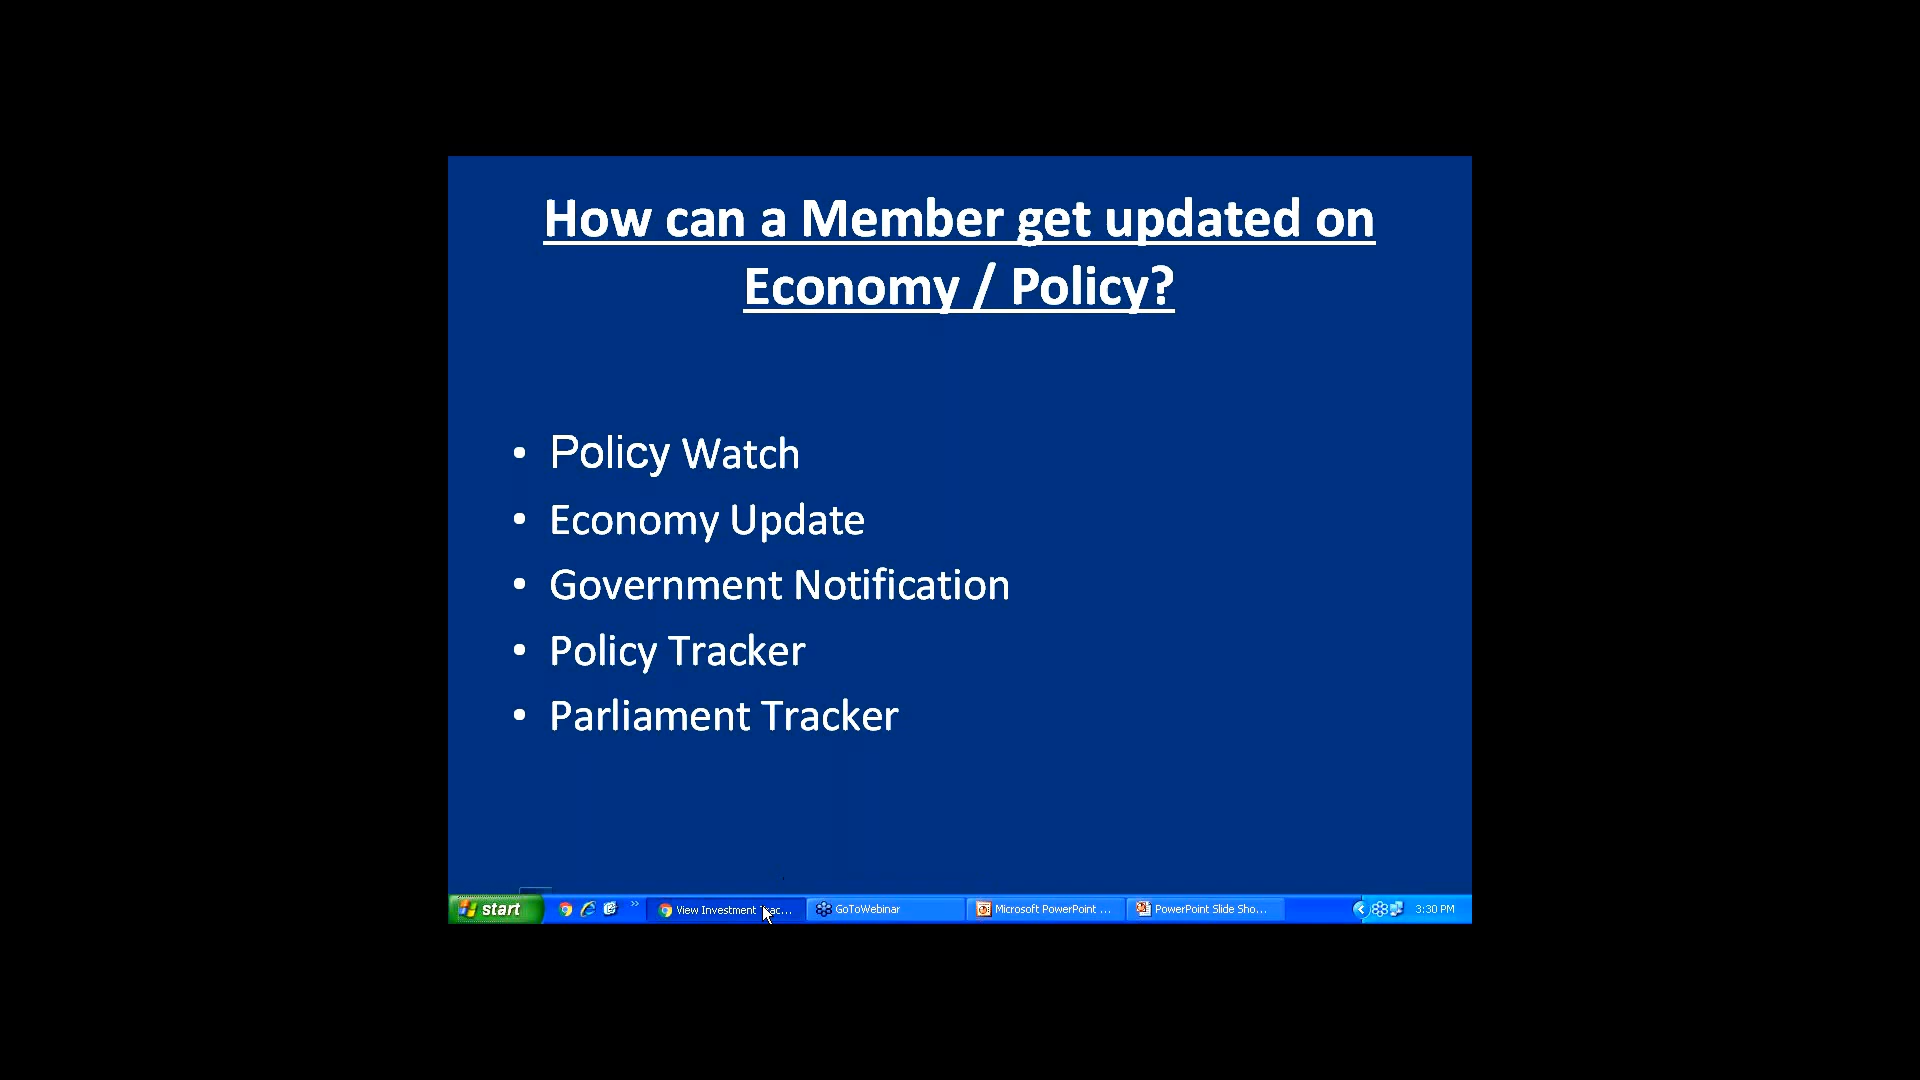 How can a Member get updated on
Economy / Policy?
• Policy Watch
• Economy Update
• Government Notification
• Policy Tracker
• Parliament Tracker
start
»
View Investment Trac...
GoToWebinar
Microsoft PowerPoint ...
PowerPoint Slide Sho...
3:30 PM